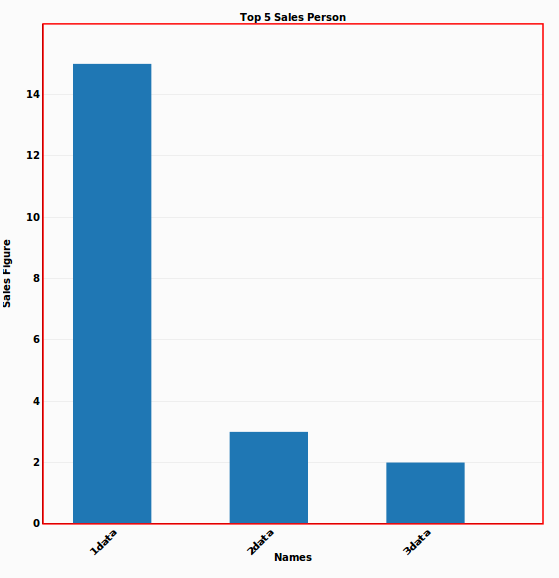 Top 5 Sales Person
14
12
10
8
6
4
2
0
Sales Figure
1data
2data
3data
Names